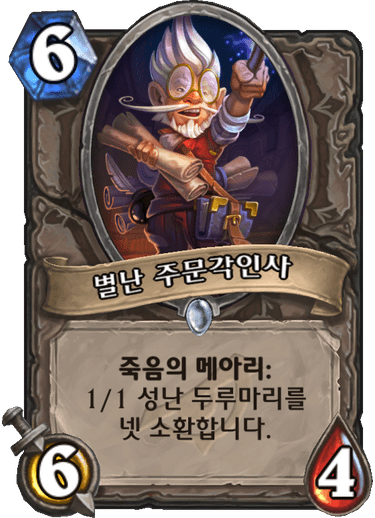 6
별난 주문각인사
죽음의 메아리:
1/1 성난 두루마리를
넷 소환합니다.
6
4